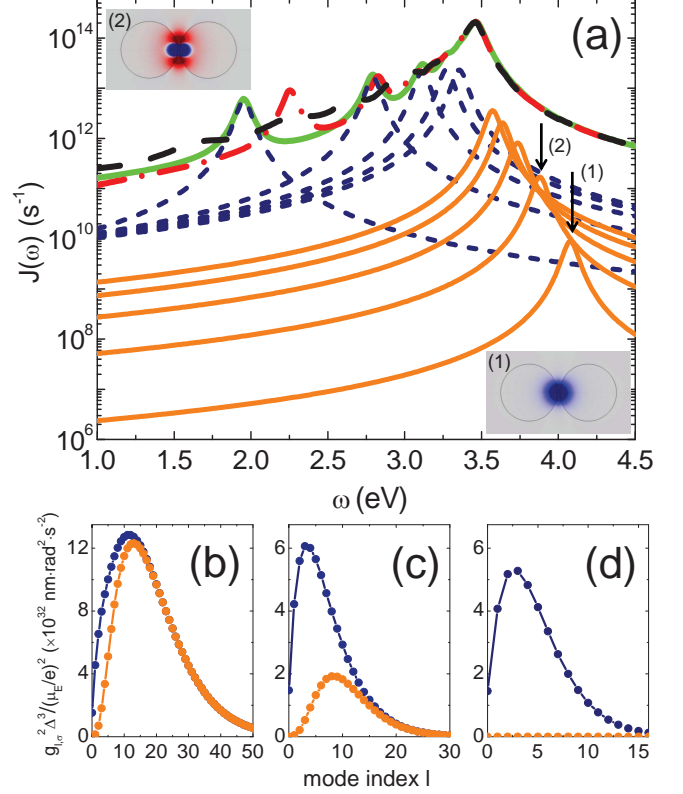 (2)
(a)
10^14
10^12
10^10
10^8
10^6
J(ω) (s^-1)
(2)
(1)
(1)
1.0 1.5 2.0 2.5 3.0 3.5 4.0 4.5
ω (eV)
g_i,σ^2 Δ^3/(μ_E/e)^2 (×10^32 nm·rad^2·s^-2)
(b)
12
8
4
0
0 10 20 30 40 50
(c)
6
4
2
0
0 10 20 30
(d)
6
4
2
0
0 5 10 15
mode index l